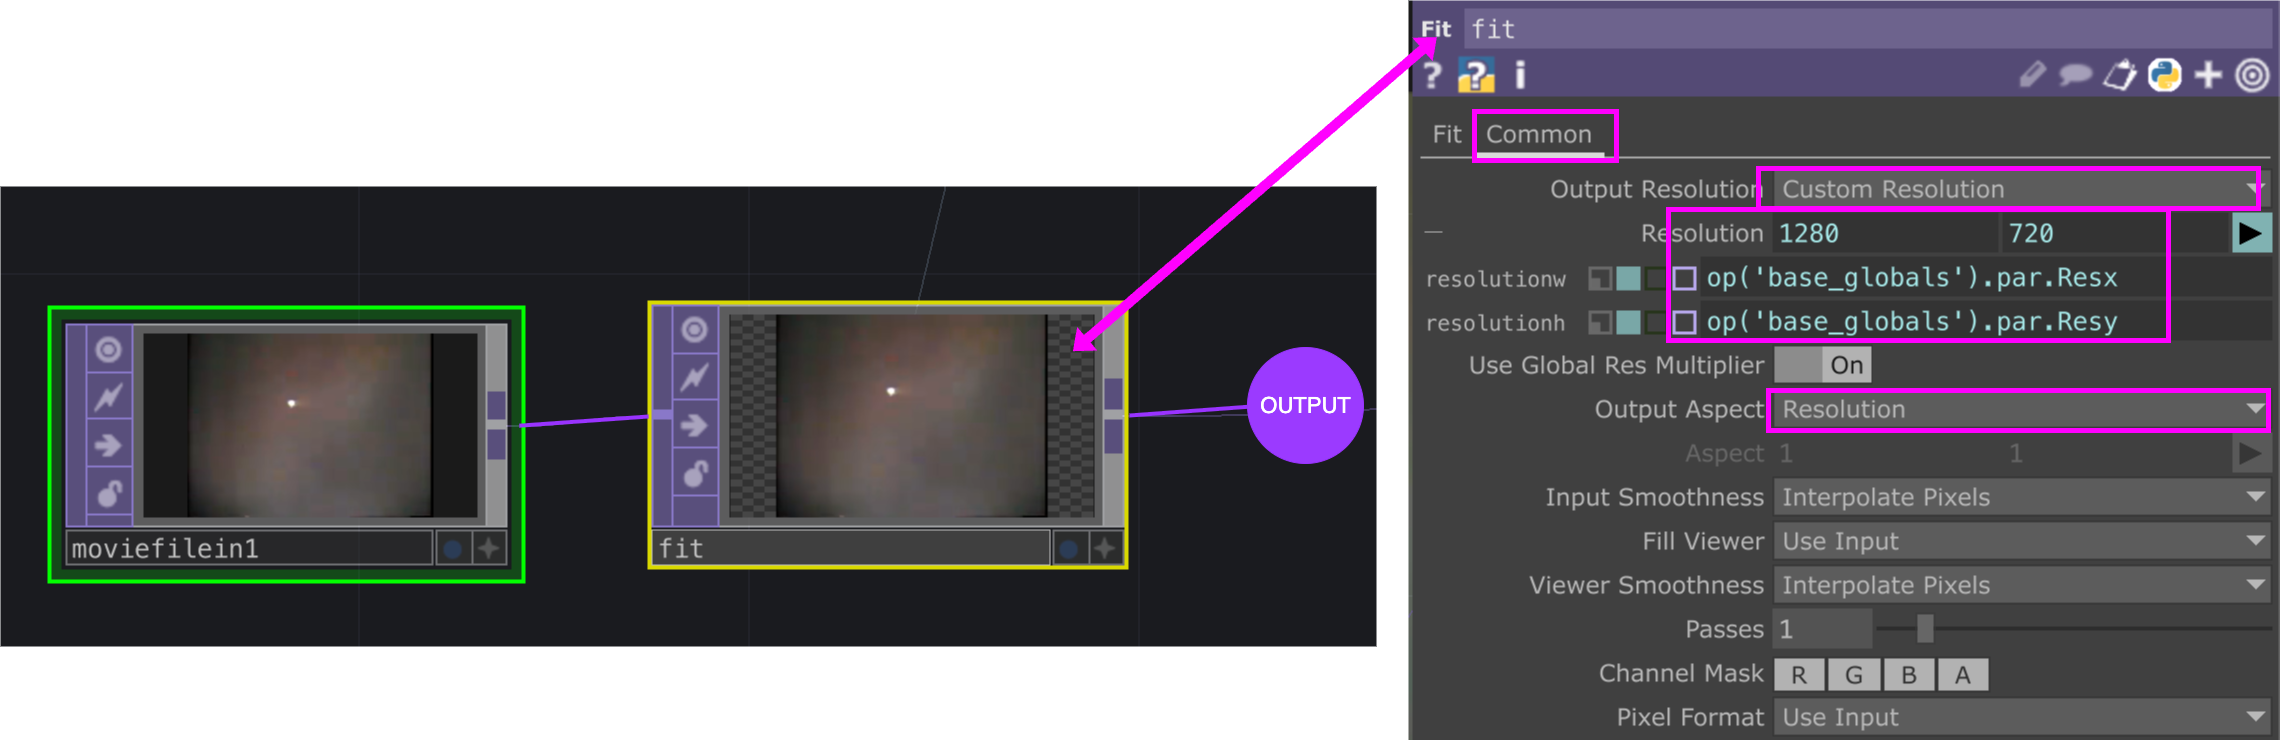 moviefilein1
fit
OUTPUT
Fit fit
? ? i
Fit Common
Output Resolution Custom Resolution
Resolution 1280 720
resolutionw op('base_globals').par.Resx
resolutionh op('base_globals').par.Resy
Use Global Res Multiplier On
Output Aspect Resolution
Aspect 1 1
Input Smoothness Interpolate Pixels
Fill Viewer Use Input
Viewer Smoothness Interpolate Pixels
Passes 1
Channel Mask R G B A
Pixel Format Use Input